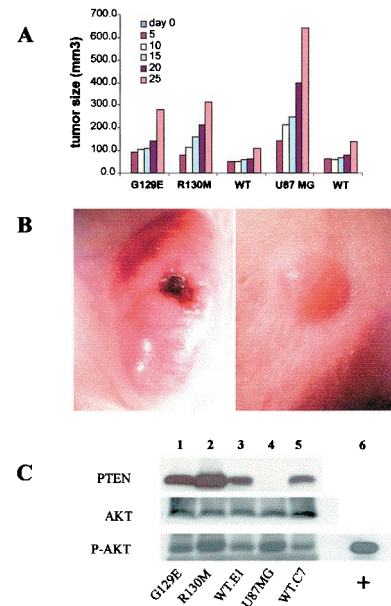 A
tumor size (mm3)
700.0
600.0
500.0
400.0
300.0
200.0
100.0
0.0
day 0
5
10
15
20
25
G129E R130M WT U87 MG WT
B
C
1 2 3 4 5 6
PTEN
AKT
P-AKT
G129E R130M WT.E1 U87MG WT.C7 +